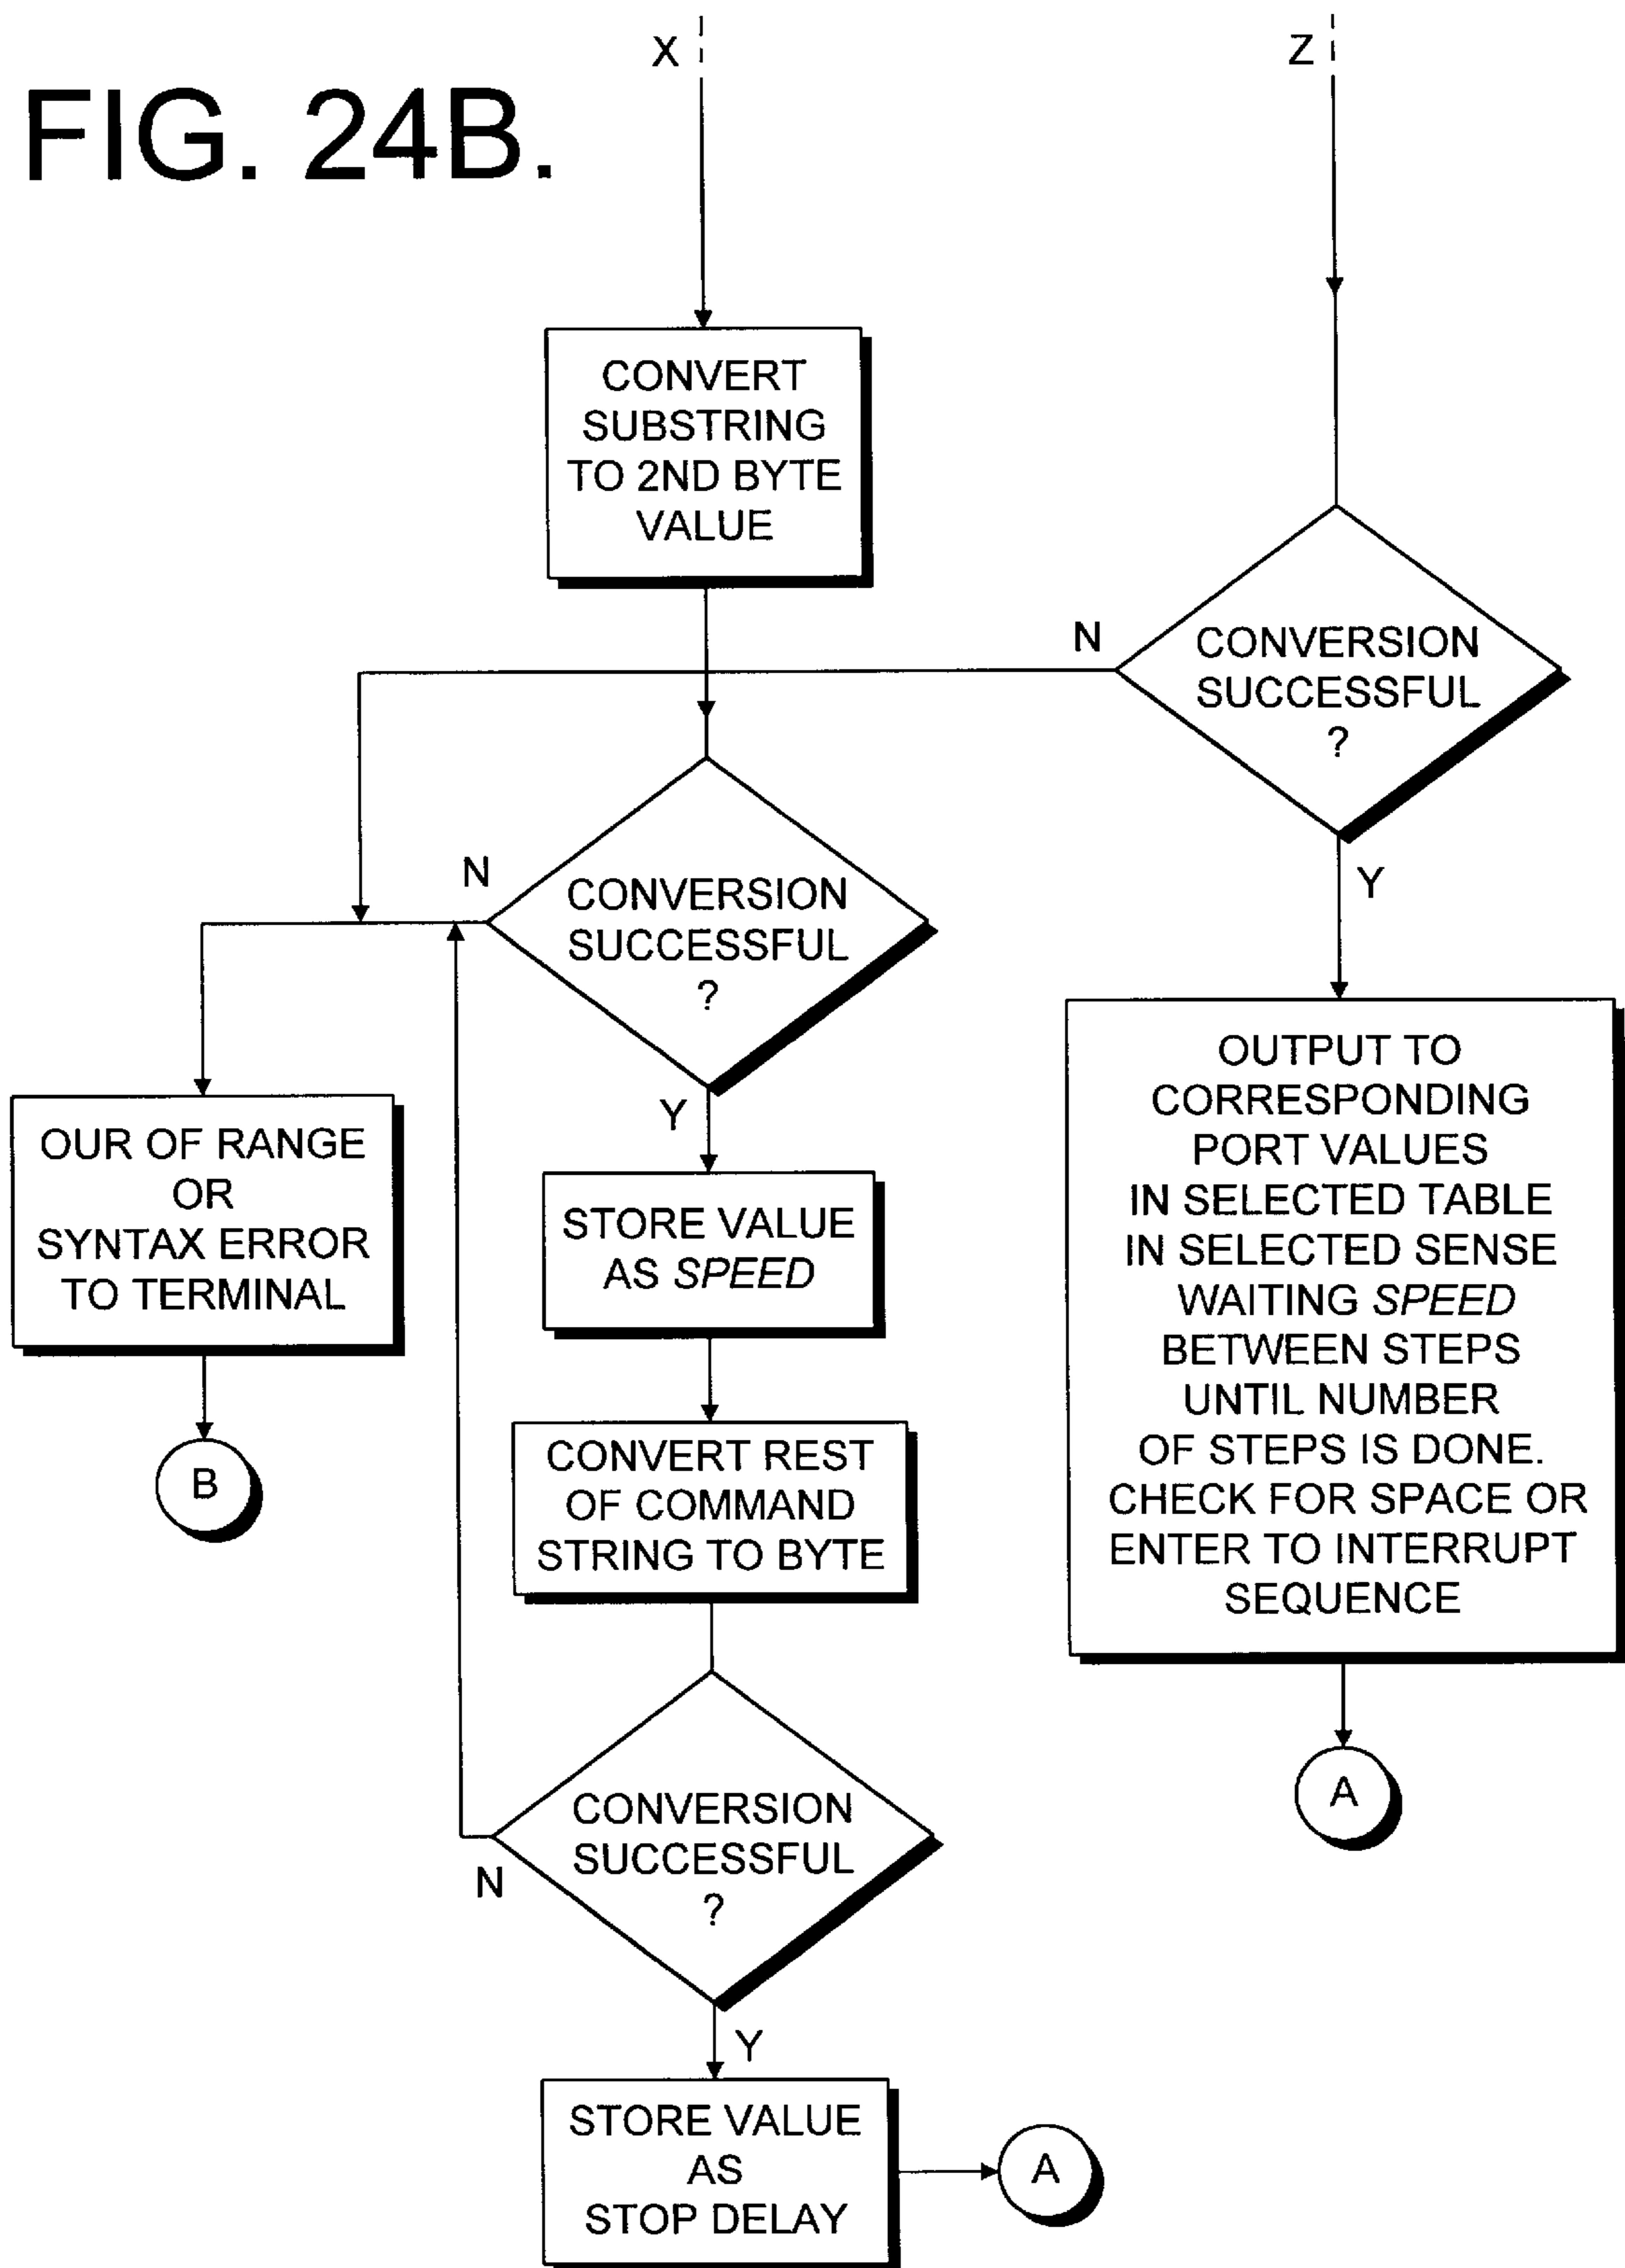 X
Z
FIG. 24B.
CONVERT
SUBSTRING
TO 2ND BYTE
VALUE
N
CONVERSION
SUCCESSFUL
?
Y
N
CONVERSION
SUCCESSFUL
?
Y
OUR OF RANGE
OR
SYNTAX ERROR
TO TERMINAL
B
STORE VALUE
AS SPEED
CONVERT REST
OF COMMAND
STRING TO BYTE
OUTPUT TO
CORRESPONDING
PORT VALUES
IN SELECTED TABLE
IN SELECTED SENSE
WAITING SPEED
BETWEEN STEPS
UNTIL NUMBER
OF STEPS IS DONE.
CHECK FOR SPACE OR
ENTER TO INTERRUPT
SEQUENCE
A
CONVERSION
SUCCESSFUL
?
N
Y
STORE VALUE
AS
STOP DELAY
A